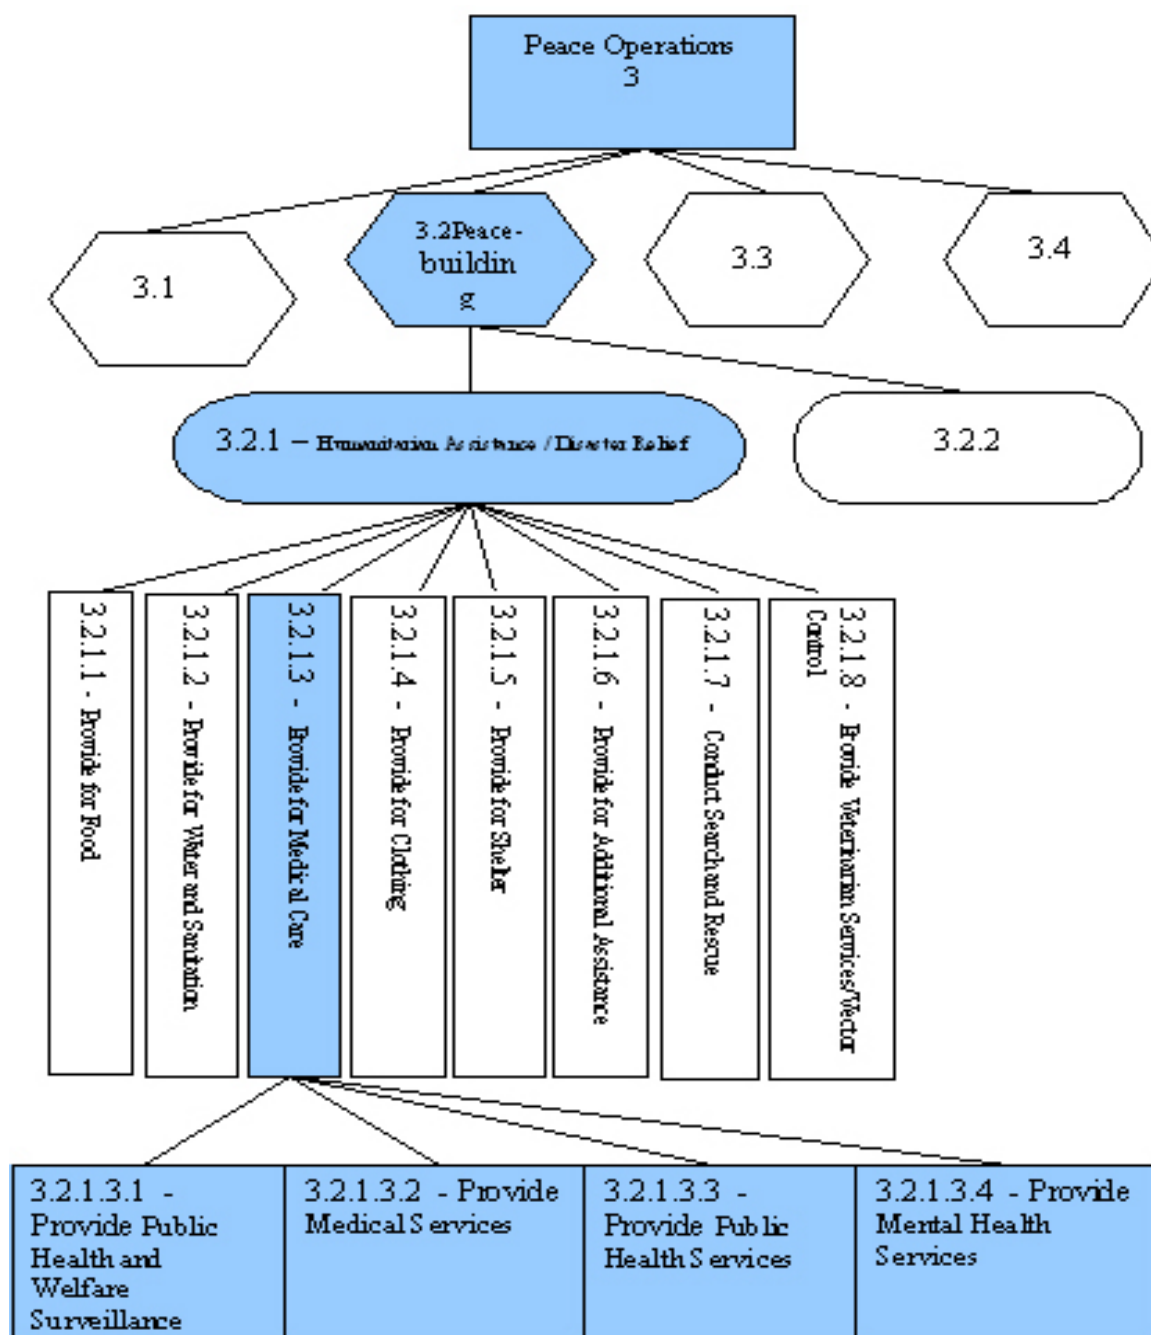 Peace Operations
3
3.1
3.2Peace-
buildin
g
3.3
3.4
3.2.1 – Humanitarian Assistance / Disaster Relief
3.2.2
3.2.1.1 - Provide for Food
3.2.1.2 - Provide for Water and Sanitation
3.2.1.3 - Provide for Medical Care
3.2.1.4 - Provide for Clothing
3.2.1.5 - Provide for Shelter
3.2.1.6 - Provide for Additional Assistance
3.2.1.7 - Conduct Search and Rescue
3.2.1.8 - Provide Veterinarian Services/Vector
Control
3.2.1.3.1 -
Provide Public
Health and
Welfare
Surveillance
3.2.1.3.2 - Provide
Medical Services
3.2.1.3.3 -
Provide Public
Health Services
3.2.1.3.4 - Provide
Mental Health
Services